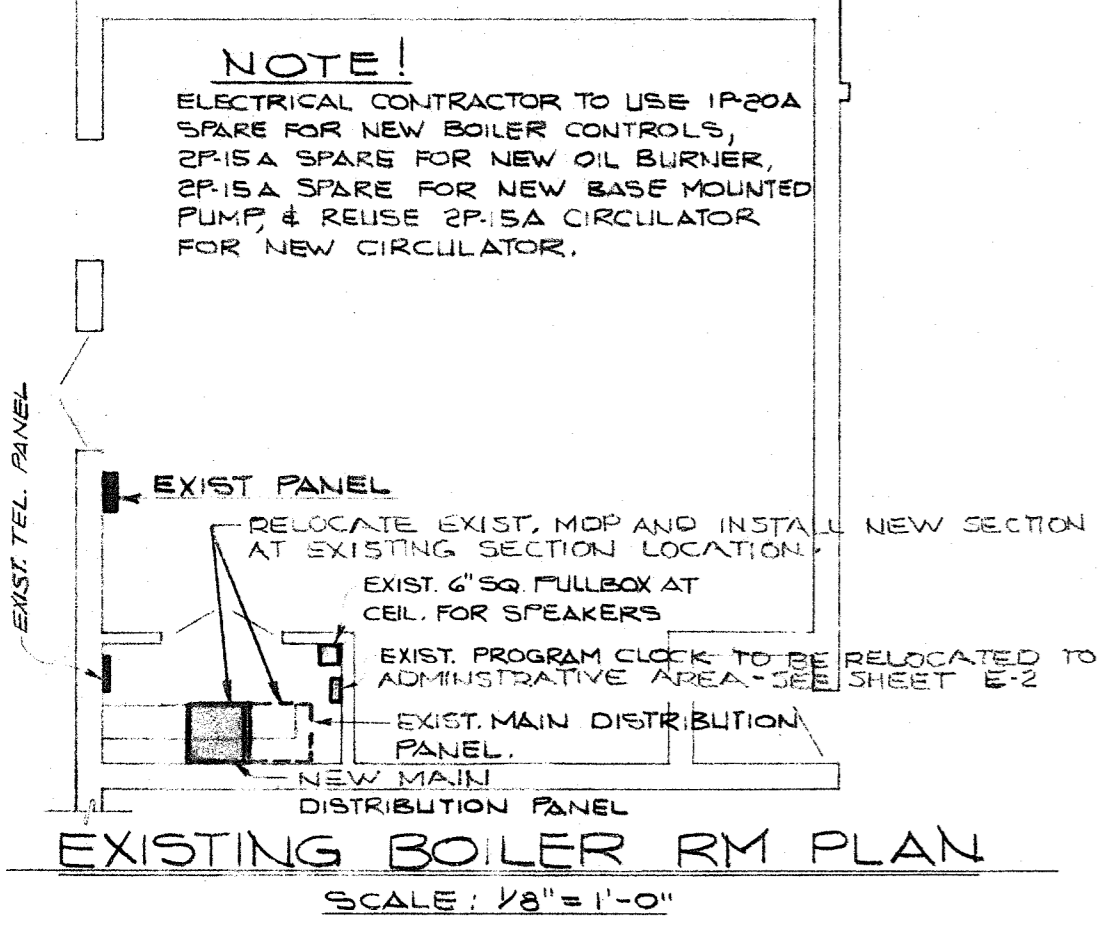 NOTE!
ELECTRICAL CONTRACTOR TO USE 1P-20A
SPARE FOR NEW BOILER CONTROLS,
2P-15A SPARE FOR NEW OIL BURNER,
2P-15A SPARE FOR NEW BASE MOUNTED
PUMP, & REUSE 2P-15A CIRCULATOR
FOR NEW CIRCULATOR.
EXIST. TEL. PANEL
EXIST PANEL
RELOCATE EXIST. MDP AND INSTALL NEW SECTION
AT EXISTING SECTION LOCATION.
EXIST. 6" SQ. PULLBOX AT
CEIL. FOR SPEAKERS
EXIST. PROGRAM CLOCK TO BE RELOCATED TO
ADMINSTRATIVE AREA-SEE SHEET E-2
EXIST. MAIN DISTRIBUTION
PANEL.
NEW MAIN
DISTRIBUTION PANEL
EXISTING BOILER RM PLAN
SCALE: 1/8" = 1'-0"